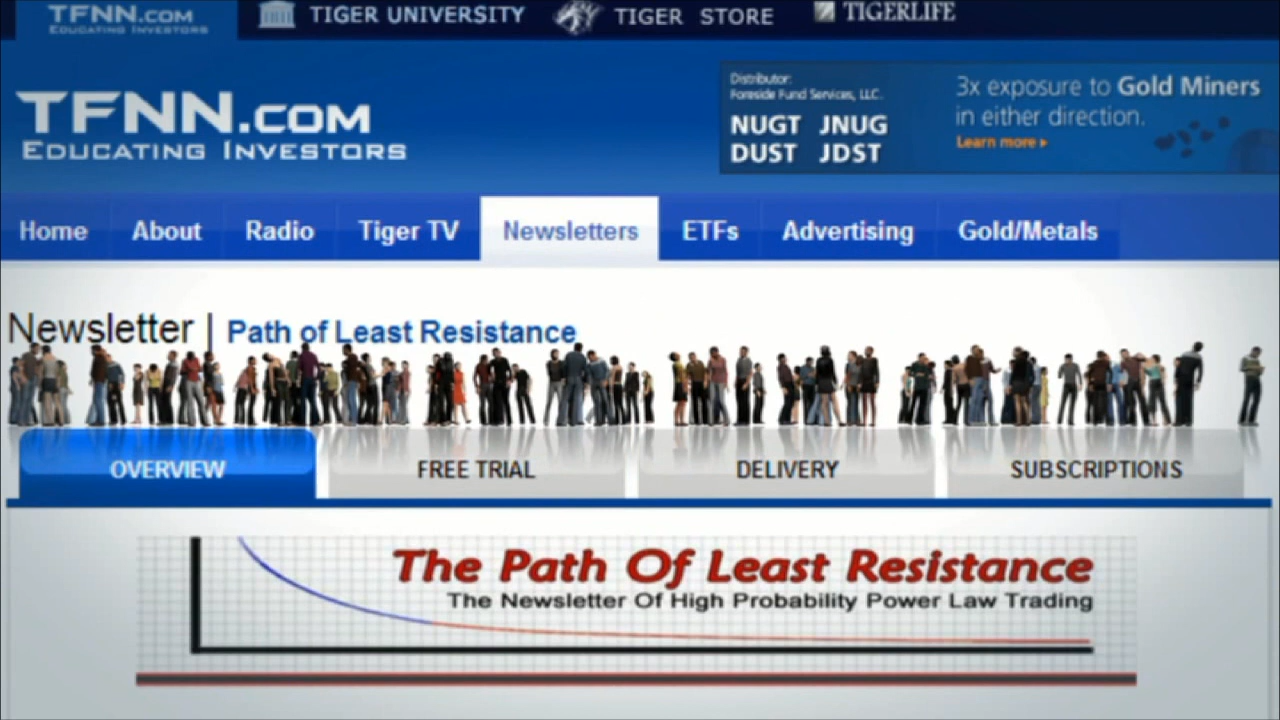 TFNN.COM
EDUCATING INVESTORS
TIGER UNIVERSITY
TIGER STORE
TIGERLIFE
TFNN.COM
EDUCATING INVESTORS
Distributor:
Foreside Fund Services, LLC.
NUGT JNUG
DUST JDST
3x exposure to Gold Miners
in either direction.
Learn more
Home About Radio Tiger TV Newsletters ETFs Advertising Gold/Metals
Newsletter | Path of Least Resistance
OVERVIEW FREE TRIAL DELIVERY SUBSCRIPTIONS
The Path Of Least Resistance
The Newsletter Of High Probability Power Law Trading